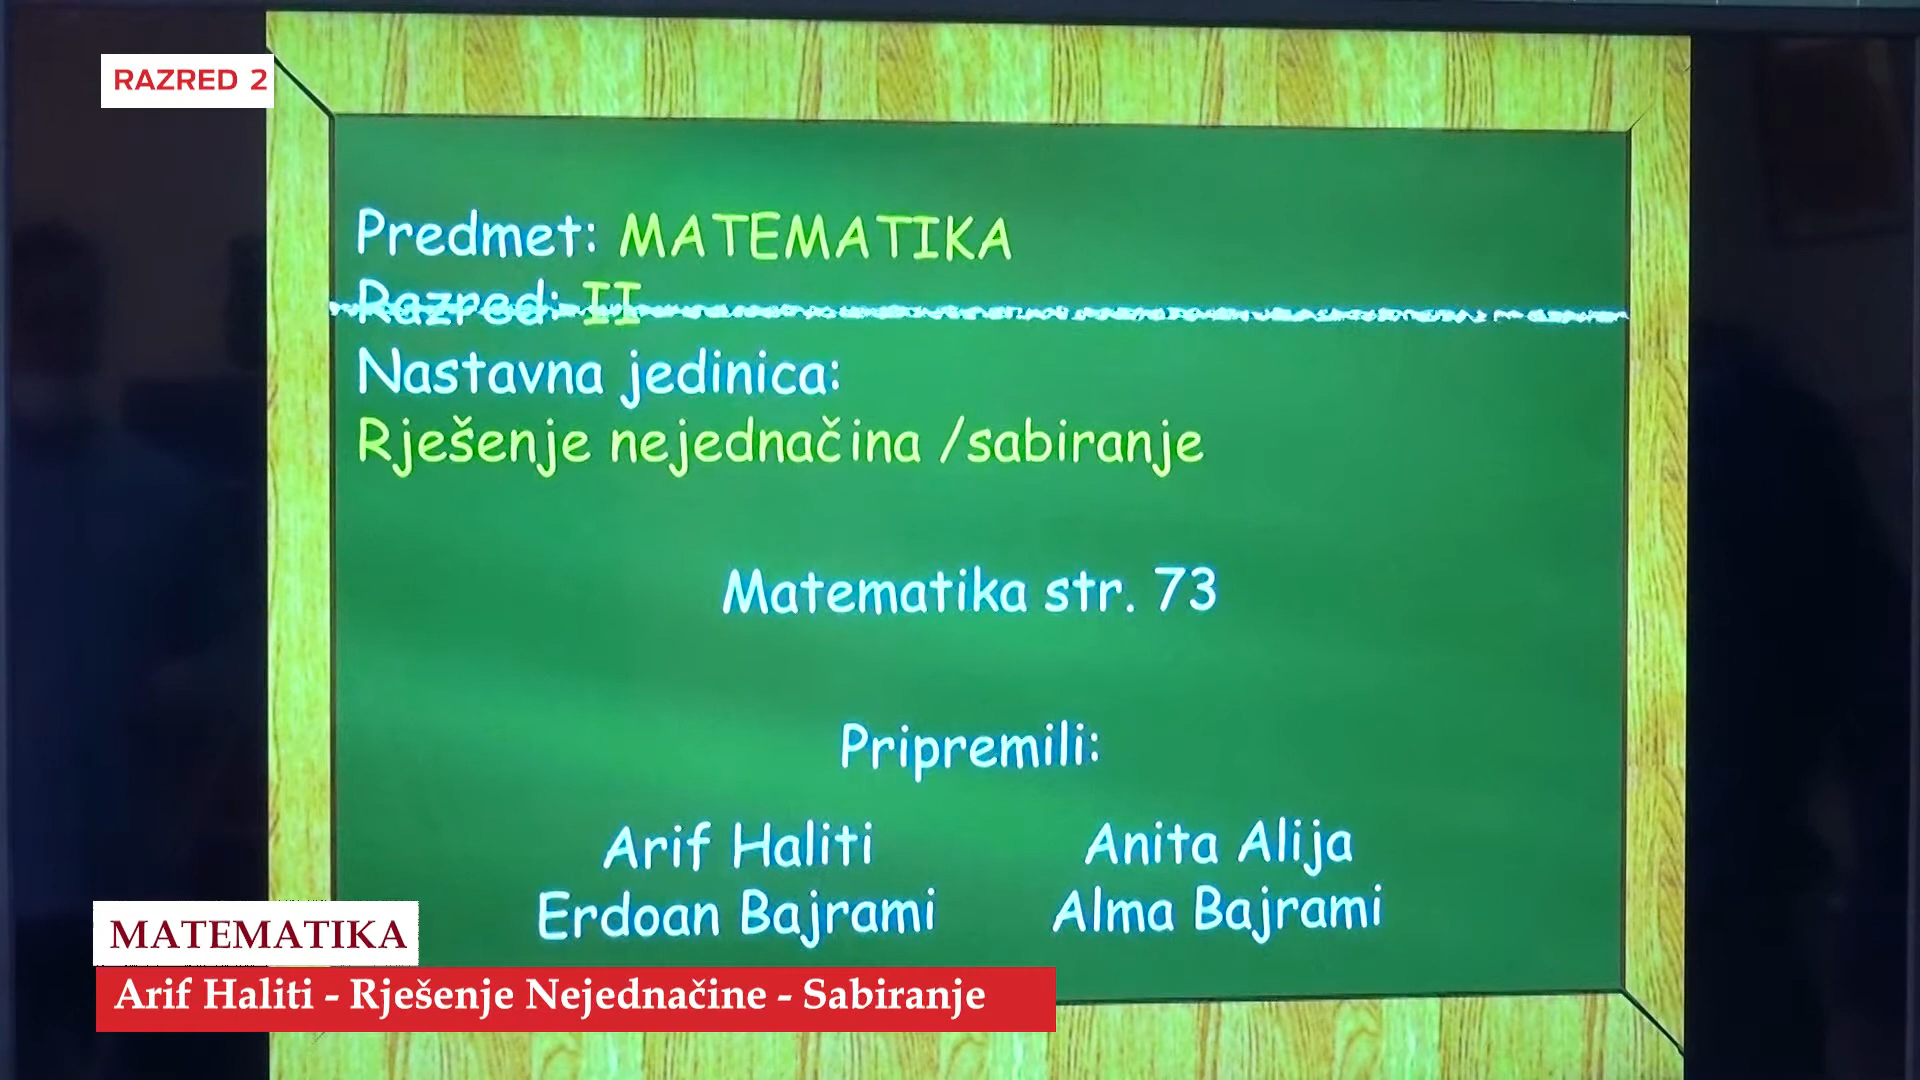 RAZRED 2
Predmet: MATEMATIKA
Razred: II
Nastavna jedinica:
Rješenje nejednačina /sabiranje
Matematika str. 73
Pripremili:
Arif Haliti Anita Alija
Erdoan Bajrami Alma Bajrami
MATEMATIKA
Arif Haliti - Rješenje Nejednačine - Sabiranje